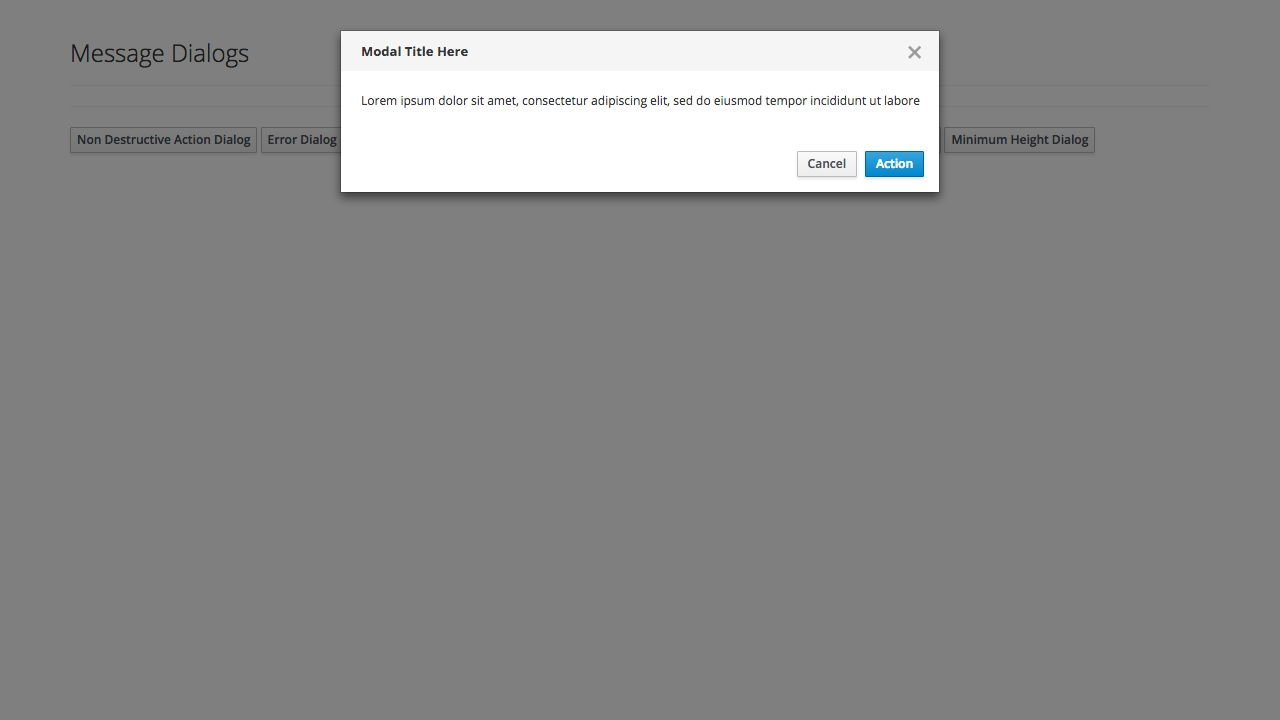 Message Dialogs
Modal Title Here
Lorem ipsum dolor sit amet, consectetur adipiscing elit, sed do eiusmod tempor incididunt ut labore
Non Destructive Action Dialog
Error Dialog
Minimum Height Dialog
Cancel
Action